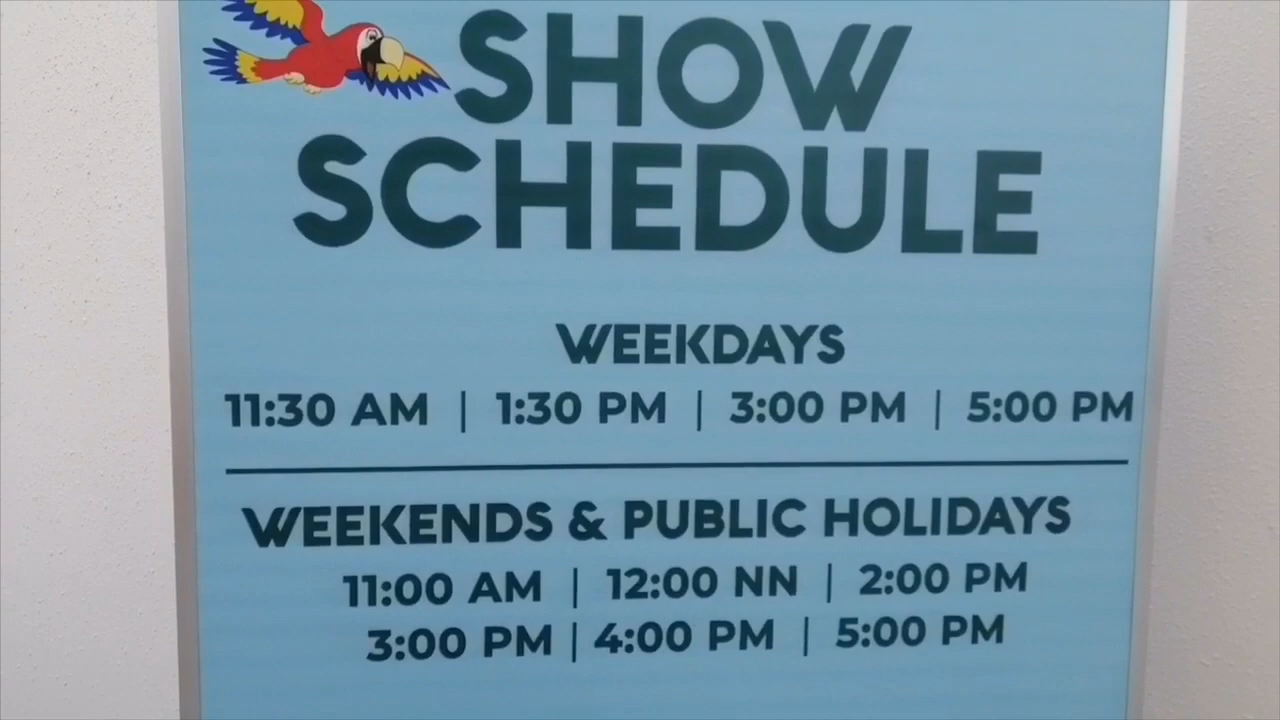 SHOW
SCHEDULE
WEEKDAYS
11:30 AM | 1:30 PM | 3:00 PM | 5:00 PM
WEEKENDS & PUBLIC HOLIDAYS
11:00 AM | 12:00 NN | 2:00 PM
3:00 PM | 4:00 PM | 5:00 PM